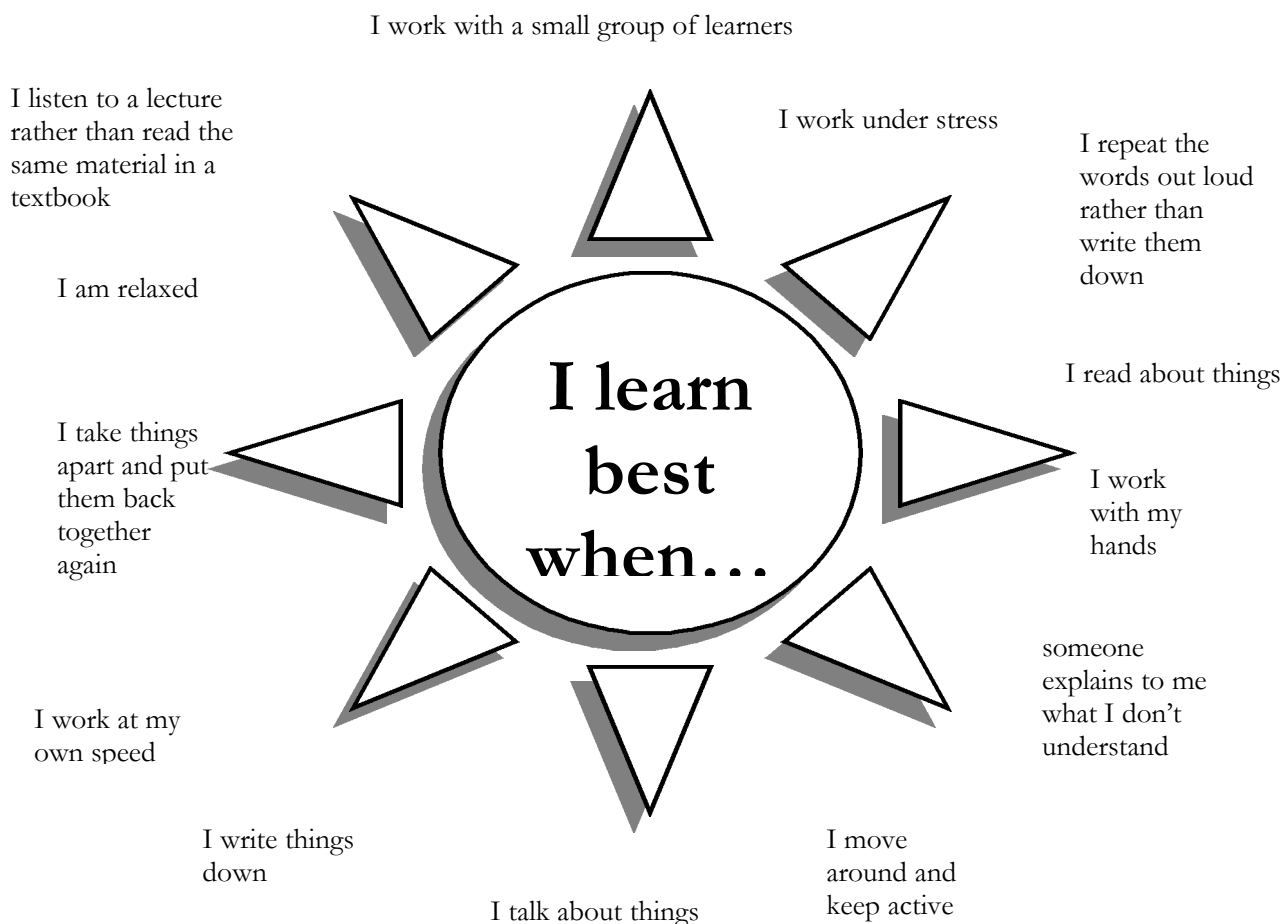 I work with a small group of learners
I listen to a lecture
rather than read the
same material in a
textbook
I work under stress
I repeat the
words out loud
rather than
write them
down
I am relaxed
I learn
best
when…
I read about things
I take things
apart and put
them back
together
again
I work
with my
hands
someone
explains to me
what I don’t
understand
I work at my
own speed
I write things
down
I move
around and
keep active
I talk about things